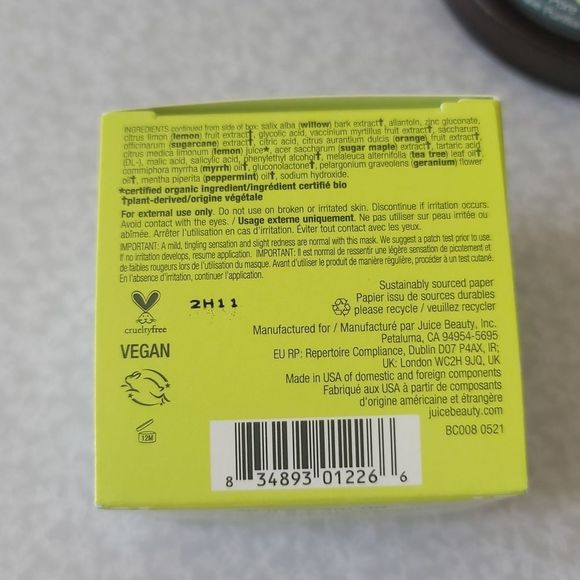 INGREDIENTS continued from side of box: salix alba (willow) bark extract†, allantoin, zinc gluconate,
citrus limon (lemon) fruit extract†, glycolic acid, vaccinium myrtillus fruit extract†, saccharum
officinarum (sugarcane) extract†, citric acid, citrus aurantium dulcis (orange) fruit extract†,
citrus medica limonum (lemon) juice*, acer saccharum (sugar maple) extract†, tartaric acid
(DL-), malic acid, salicylic acid, phenylethyl alcohol†, melaleuca alternifolia (tea tree) leaf oil†,
commiphora myrrha (myrrh) oil†, gluconolactone†, pelargonium graveolens (geranium) flower
oil†, mentha piperita (peppermint) oil†, sodium hydroxide.
*certified organic ingredient/ingrédient certifié bio
†plant-derived/origine végétale
For external use only. Do not use on broken or irritated skin. Discontinue if irritation occurs.
Avoid contact with the eyes. / Usage externe uniquement. Ne pas utiliser sur peau irritée ou
abîmée. Arrêter l'utilisation en cas d'irritation. Éviter tout contact avec les yeux.
IMPORTANT: A mild, tingling sensation and slight redness are normal with this mask. We suggest a patch test prior to use.
If no irritation develops, resume application. IMPORTANT: Il est normal de ressentir une légère sensation de picotement et
de faibles rougeurs lors de l'utilisation du masque. Avant d'utiliser le produit de manière régulière, procéder à un test cutané.
En l'absence d'irritation, continuer l'application.
crueltyfree
2H11
VEGAN
12M
Sustainably sourced paper
Papier issu de sources durables
please recycle / veuillez recycler
Manufactured for / Manufacturé par Juice Beauty, Inc.
Petaluma, CA 94954-5695
EU RP: Repertoire Compliance, Dublin D07 P4AX, IR;
UK: London WC2H 9JQ, UK
Made in USA of domestic and foreign components
Fabriqué aux USA à partir de composants
d'origine américaine et étrangère
juicebeauty.com
BC008 0521
8 34893 01226 6